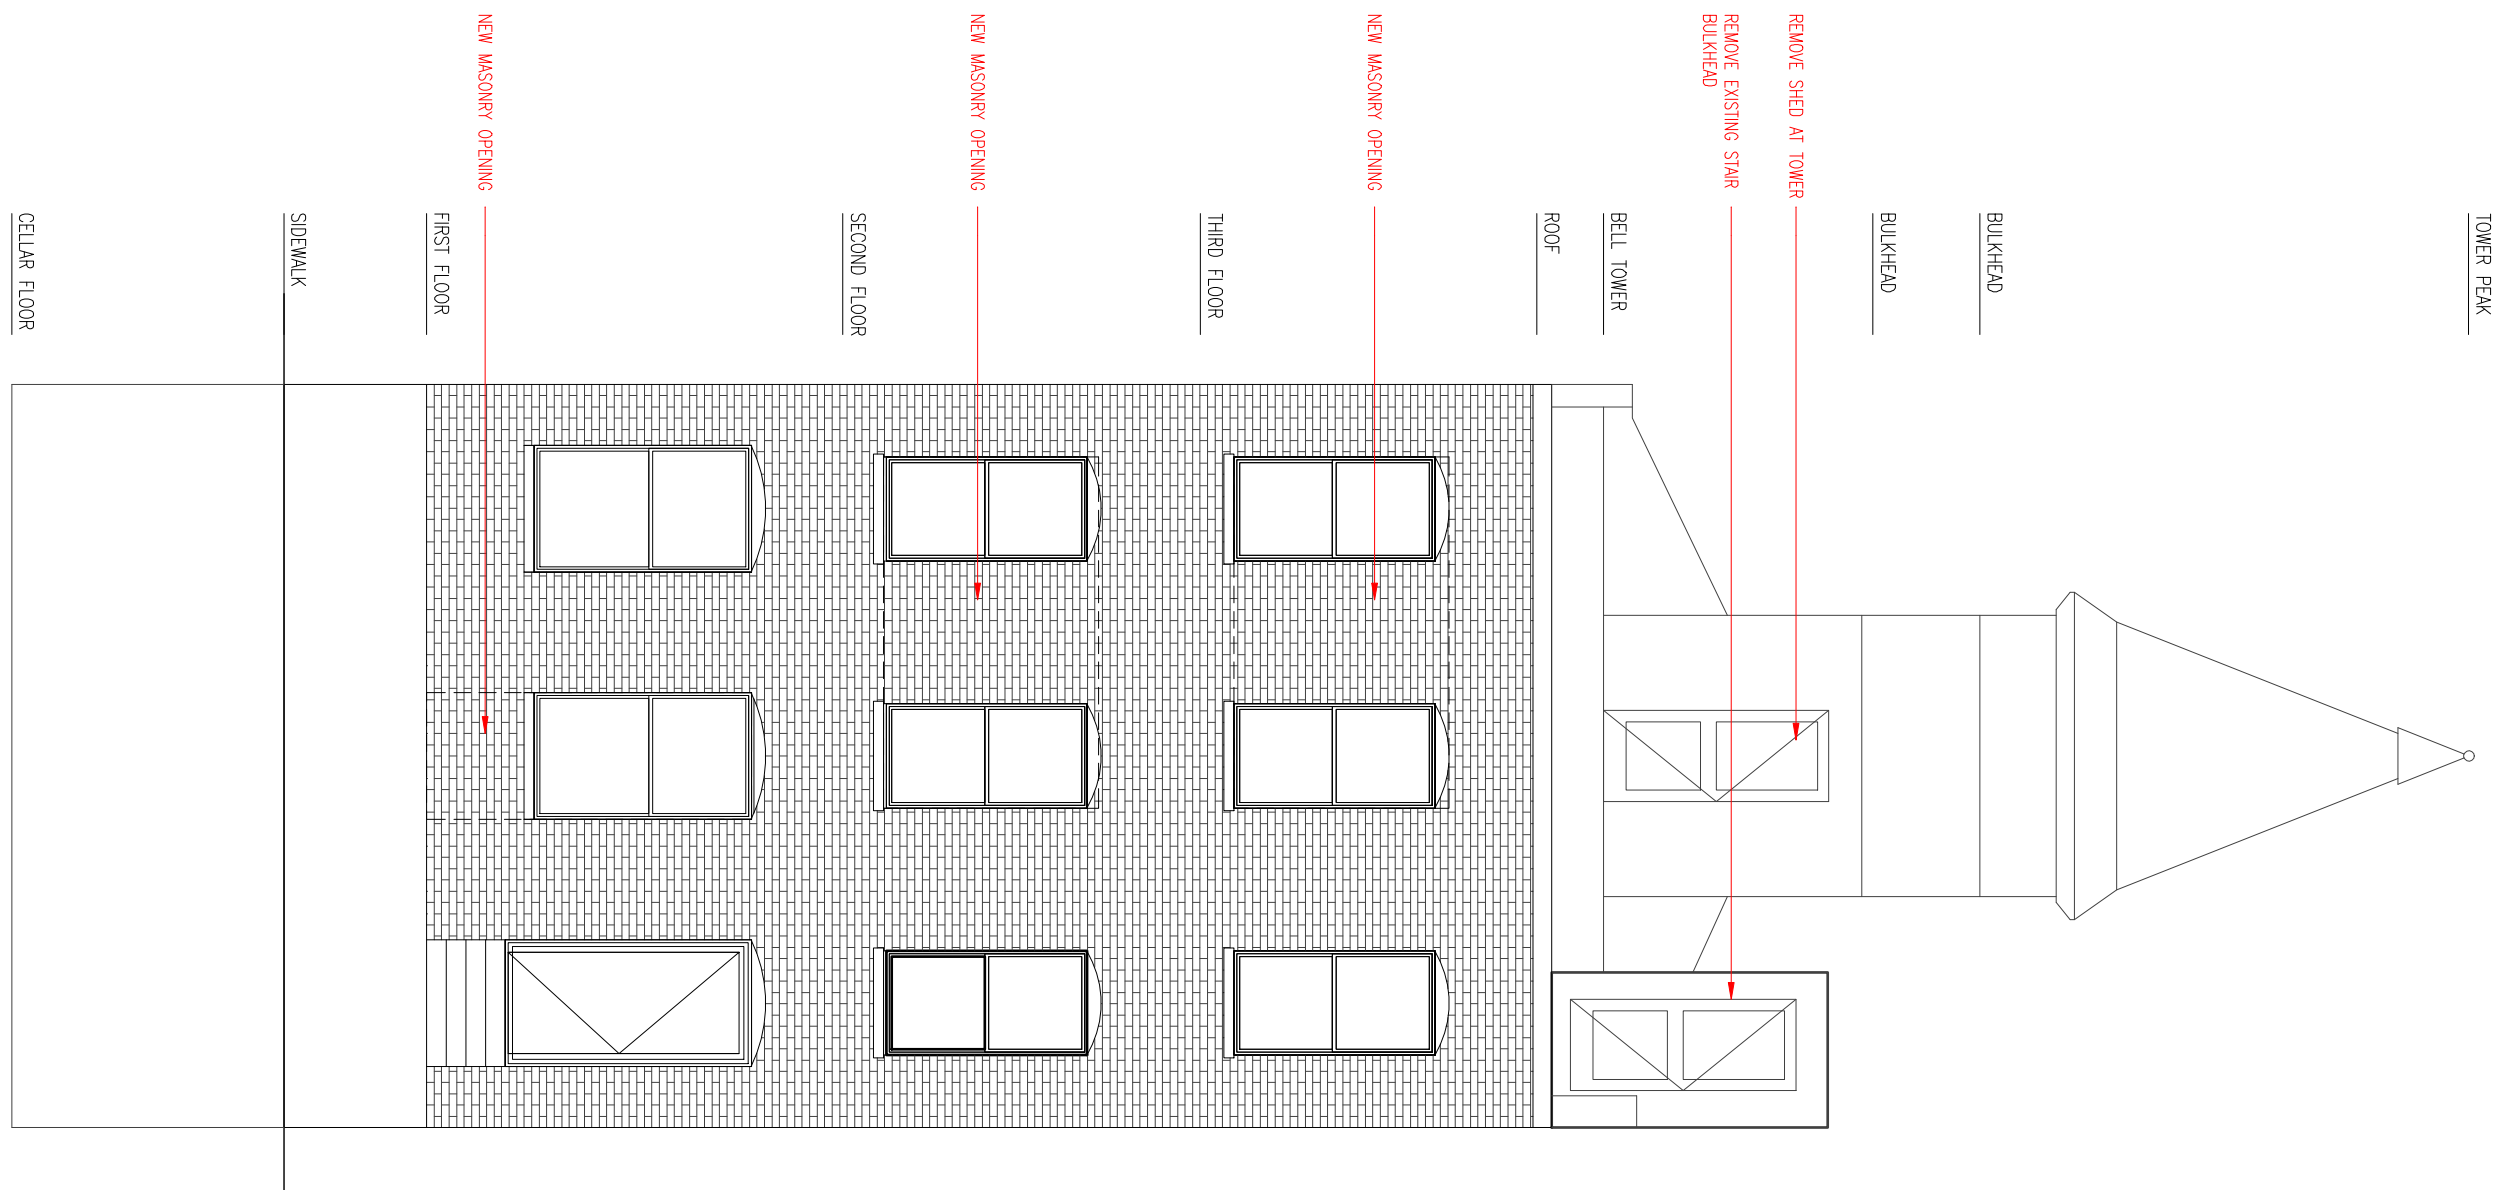 TOWER PEAK
BULKHEAD
BULKHEAD
REMOVE SHED AT TOWER
REMOVE EXISTING STAIR
BULKHEAD
BELL TOWER
ROOF
NEW MASONRY OPENING
THIRD FLOOR
NEW MASONRY OPENING
SECOND FLOOR
NEW MASONRY OPENING
FIRST FLOOR
SIDEWALK
CELLAR FLOOR